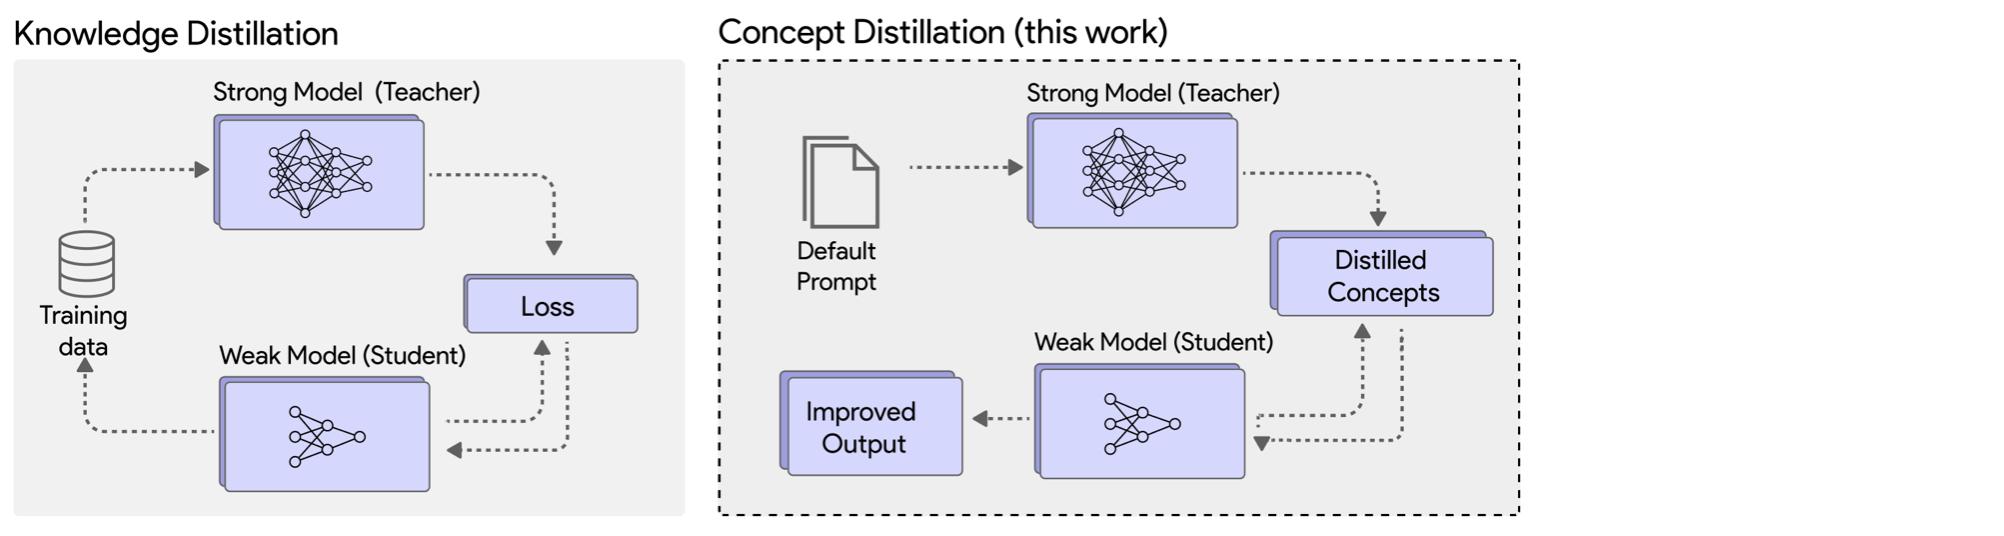 Knowledge Distillation
Strong Model (Teacher)
Training
data
Loss
Weak Model (Student)
Concept Distillation (this work)
Strong Model (Teacher)
Default
Prompt
Distilled
Concepts
Weak Model (Student)
Improved
Output